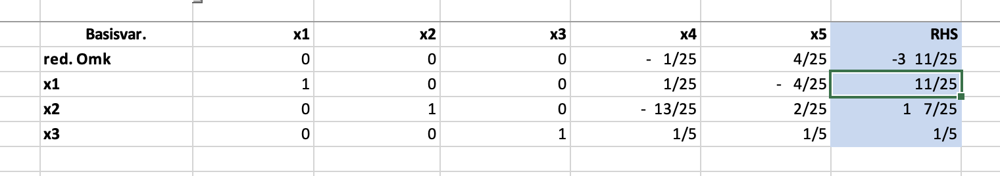 Basisvar. x1 x2 x3 x4 x5 RHS
red. Omk 0 0 0 - 1/25 4/25 -3 11/25
x1 1 0 0 1/25 - 4/25 11/25
x2 0 1 0 - 13/25 2/25 1 7/25
x3 0 0 1 1/5 1/5 1/5